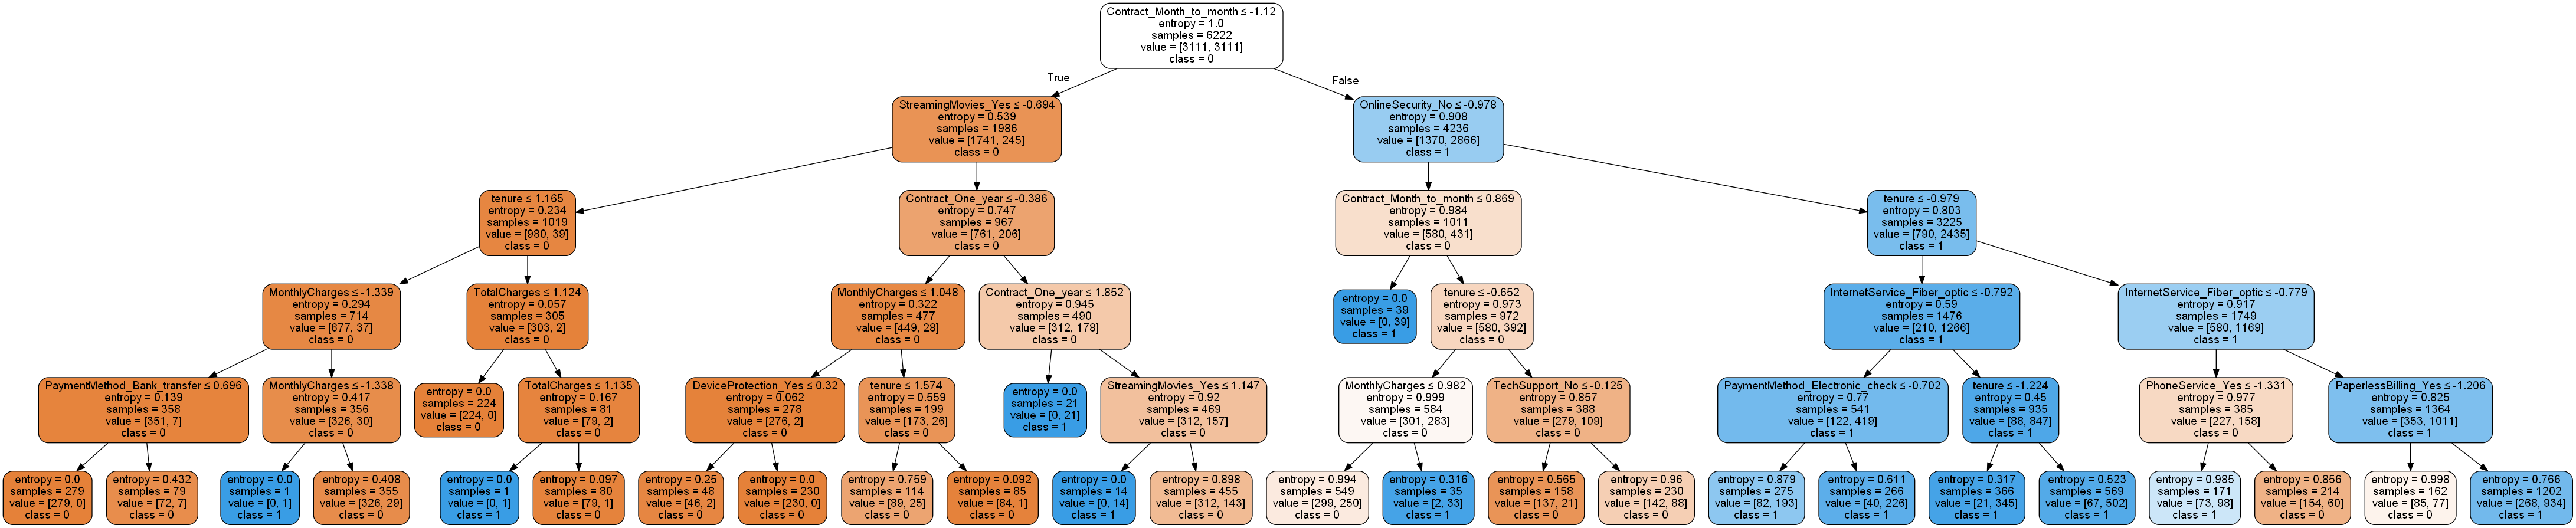 Contract_Month_to_month ≤ -1.12
entropy = 1.0
samples = 6222
value = [3111, 3111]
class = 0
True
False
StreamingMovies_Yes ≤ -0.694
entropy = 0.539
samples = 1986
value = [1741, 245]
class = 0
OnlineSecurity_No ≤ -0.978
entropy = 0.908
samples = 4236
value = [1370, 2866]
class = 1
tenure ≤ 1.165
entropy = 0.234
samples = 1019
value = [980, 39]
class = 0
Contract_One_year ≤ -0.386
entropy = 0.747
samples = 967
value = [761, 206]
class = 0
Contract_Month_to_month ≤ 0.869
entropy = 0.984
samples = 1011
value = [580, 431]
class = 0
tenure ≤ -0.979
entropy = 0.803
samples = 3225
value = [790, 2435]
class = 1
MonthlyCharges ≤ -1.339
entropy = 0.294
samples = 714
value = [677, 37]
class = 0
TotalCharges ≤ 1.124
entropy = 0.057
samples = 305
value = [303, 2]
class = 0
MonthlyCharges ≤ 1.048
entropy = 0.322
samples = 477
value = [449, 28]
class = 0
Contract_One_year ≤ 1.852
entropy = 0.945
samples = 490
value = [312, 178]
class = 0
entropy = 0.0
samples = 39
value = [0, 39]
class = 1
tenure ≤ -0.652
entropy = 0.973
samples = 972
value = [580, 392]
class = 0
InternetService_Fiber_optic ≤ -0.792
entropy = 0.59
samples = 1476
value = [210, 1266]
class = 1
InternetService_Fiber_optic ≤ -0.779
entropy = 0.917
samples = 1749
value = [580, 1169]
class = 1
PaymentMethod_Bank_transfer ≤ 0.696
entropy = 0.139
samples = 358
value = [351, 7]
class = 0
MonthlyCharges ≤ -1.338
entropy = 0.417
samples = 356
value = [326, 30]
class = 0
entropy = 0.0
samples = 224
value = [224, 0]
class = 0
TotalCharges ≤ 1.135
entropy = 0.167
samples = 81
value = [79, 2]
class = 0
DeviceProtection_Yes ≤ 0.32
entropy = 0.062
samples = 278
value = [276, 2]
class = 0
tenure ≤ 1.574
entropy = 0.559
samples = 199
value = [173, 26]
class = 0
entropy = 0.0
samples = 21
value = [0, 21]
class = 1
StreamingMovies_Yes ≤ 1.147
entropy = 0.92
samples = 469
value = [312, 157]
class = 0
MonthlyCharges ≤ 0.982
entropy = 0.999
samples = 584
value = [301, 283]
class = 0
TechSupport_No ≤ -0.125
entropy = 0.857
samples = 388
value = [279, 109]
class = 0
PaymentMethod_Electronic_check ≤ -0.702
entropy = 0.77
samples = 541
value = [122, 419]
class = 1
tenure ≤ -1.224
entropy = 0.45
samples = 935
value = [88, 847]
class = 1
PhoneService_Yes ≤ -1.331
entropy = 0.977
samples = 385
value = [227, 158]
class = 0
PaperlessBilling_Yes ≤ -1.206
entropy = 0.825
samples = 1364
value = [353, 1011]
class = 1
entropy = 0.0
samples = 279
value = [279, 0]
class = 0
entropy = 0.432
samples = 79
value = [72, 7]
class = 0
entropy = 0.0
samples = 1
value = [0, 1]
class = 1
entropy = 0.408
samples = 355
value = [326, 29]
class = 0
entropy = 0.0
samples = 1
value = [0, 1]
class = 1
entropy = 0.097
samples = 80
value = [79, 1]
class = 0
entropy = 0.25
samples = 48
value = [46, 2]
class = 0
entropy = 0.0
samples = 230
value = [230, 0]
class = 0
entropy = 0.759
samples = 114
value = [89, 25]
class = 0
entropy = 0.092
samples = 85
value = [84, 1]
class = 0
entropy = 0.0
samples = 14
value = [0, 14]
class = 1
entropy = 0.898
samples = 455
value = [312, 143]
class = 0
entropy = 0.994
samples = 549
value = [299, 250]
class = 0
entropy = 0.316
samples = 35
value = [2, 33]
class = 1
entropy = 0.565
samples = 158
value = [137, 21]
class = 0
entropy = 0.96
samples = 230
value = [142, 88]
class = 0
entropy = 0.879
samples = 275
value = [82, 193]
class = 1
entropy = 0.611
samples = 266
value = [40, 226]
class = 1
entropy = 0.317
samples = 366
value = [21, 345]
class = 1
entropy = 0.523
samples = 569
value = [67, 502]
class = 1
entropy = 0.985
samples = 171
value = [73, 98]
class = 1
entropy = 0.856
samples = 214
value = [154, 60]
class = 0
entropy = 0.998
samples = 162
value = [85, 77]
class = 0
entropy = 0.766
samples = 1202
value = [268, 934]
class = 1